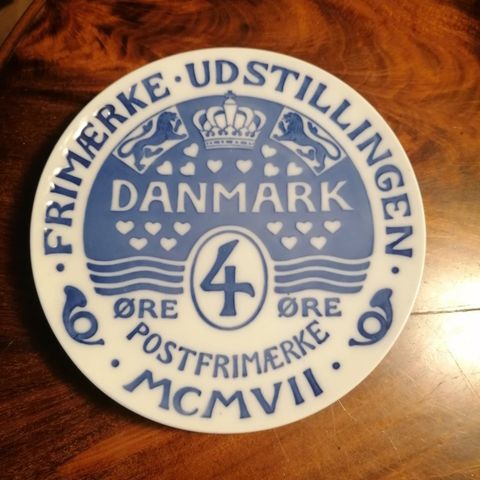 · FRIMÆRKE · UDSTILLINGEN ·
DANMARK
ØRE 4 ØRE
POSTFRIMÆRKE
· MCMVII ·